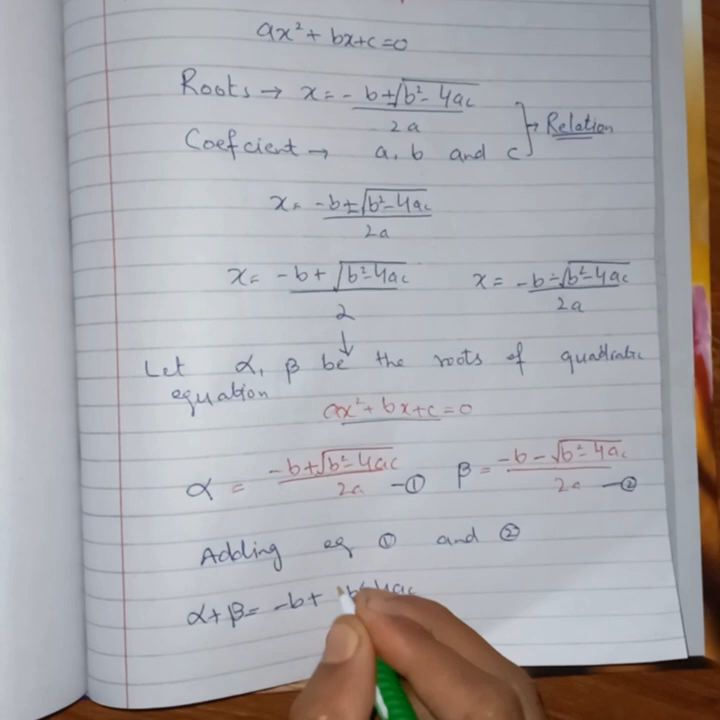 ax² + bx+c=0
Roots → x = -b±√b²-4ac/2a
Coefcient → a, b and c } → Relation
x= -b±√b²-4ac/2a
x= -b+√b²-4ac/2 x= -b-√b²-4ac/2a
↓
Let α, β be the roots of quadratic
equation
ax²+bx+c=0
α = -b+√b²-4ac/2a -① β = -b-√b²-4ac/2a -②
Adding eq ① and ②
α+β= -b+ b²-4ac